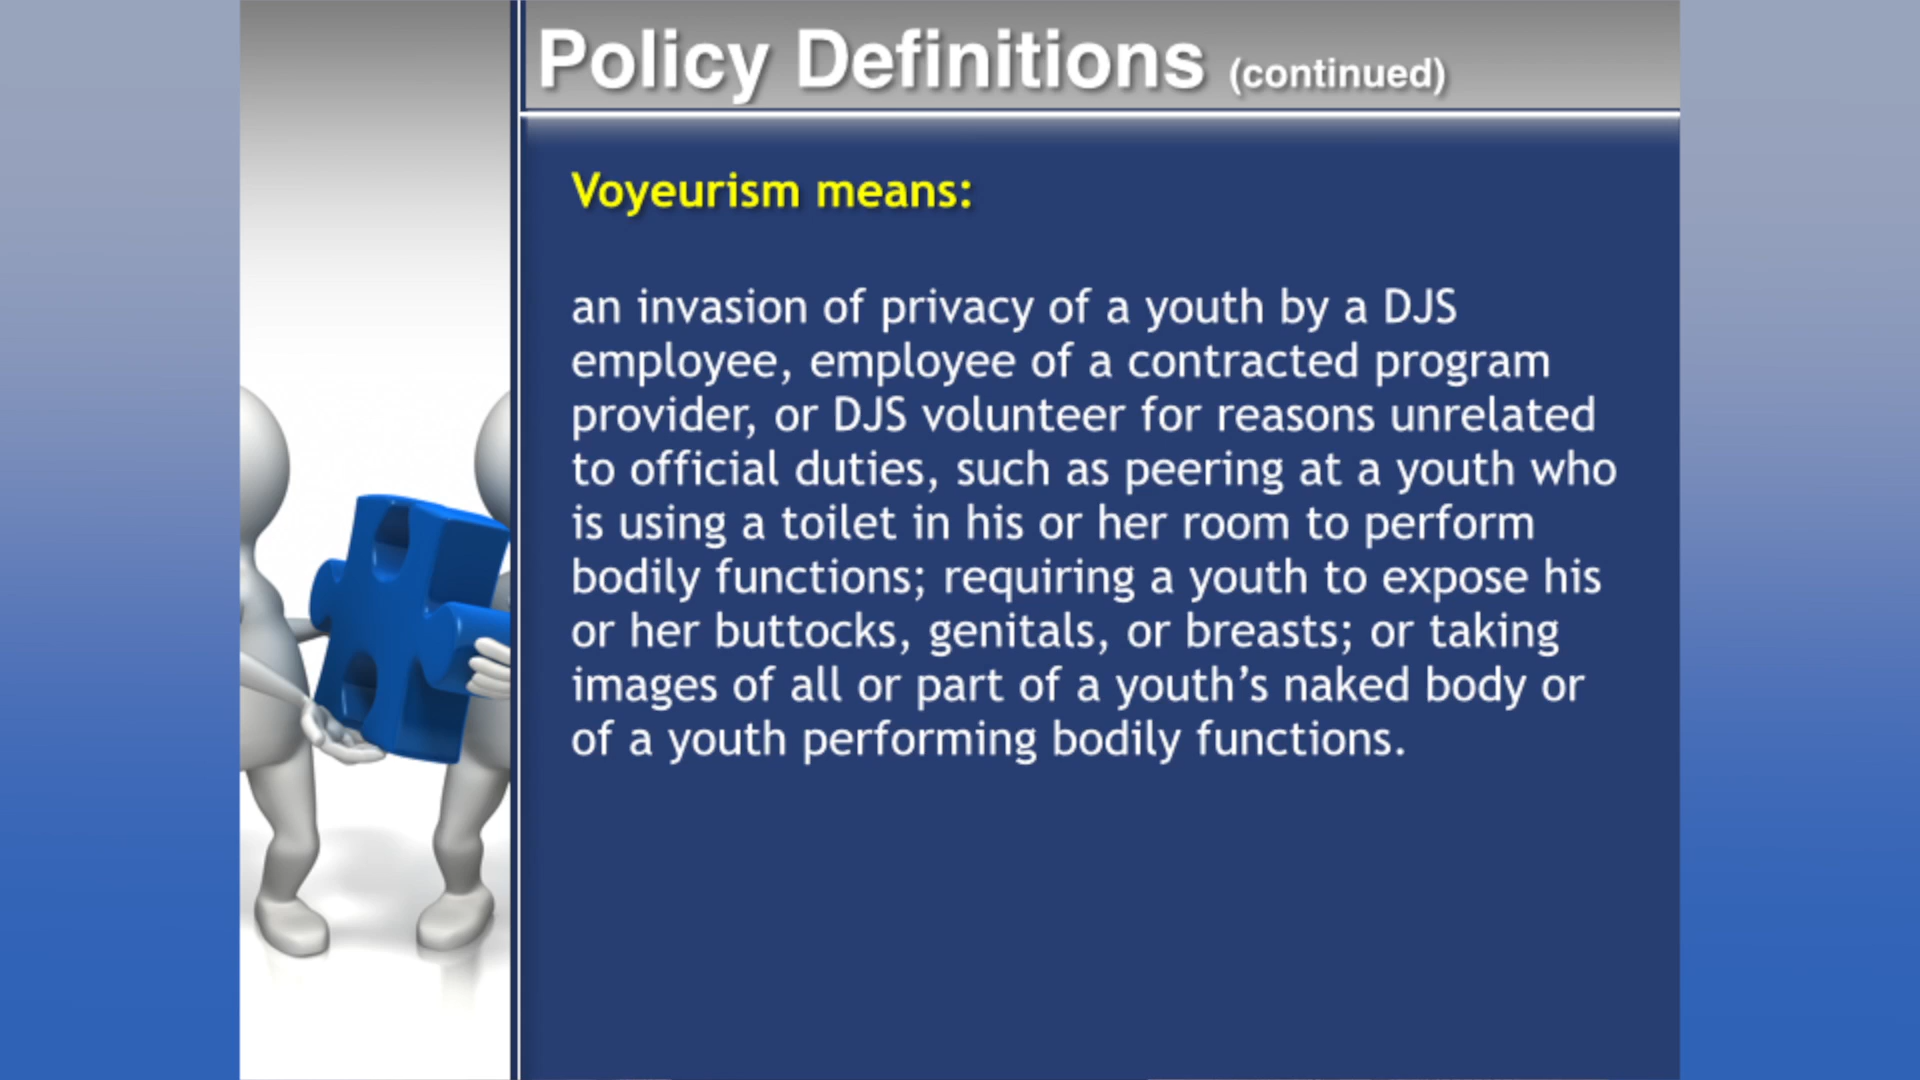 Policy Definitions (continued)
Voyeurism means:
an invasion of privacy of a youth by a DJS
employee, employee of a contracted program
provider, or DJS volunteer for reasons unrelated
to official duties, such as peering at a youth who
is using a toilet in his or her room to perform
bodily functions; requiring a youth to expose his
or her buttocks, genitals, or breasts; or taking
images of all or part of a youth’s naked body or
of a youth performing bodily functions.